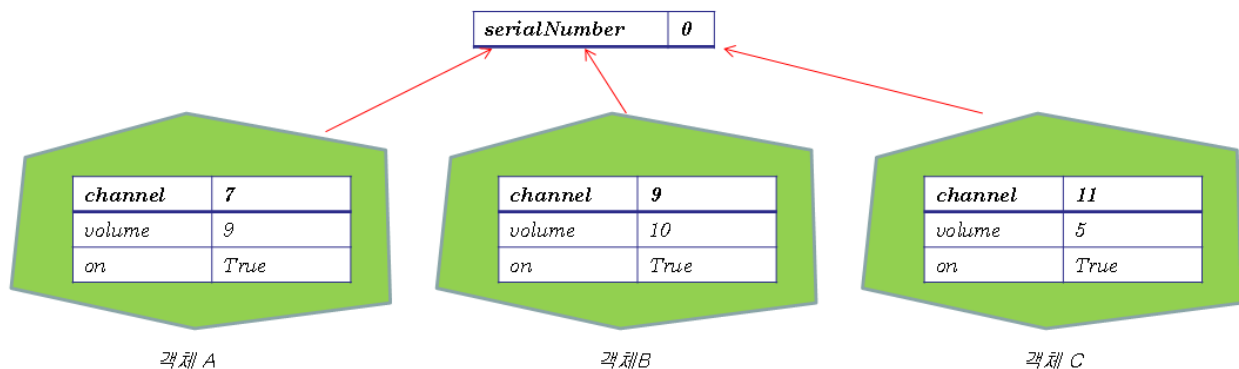 serialNumber 0
channel 7
volume 9
on True
channel 9
volume 10
on True
channel 11
volume 5
on True
객체 A
객체B
객체 C